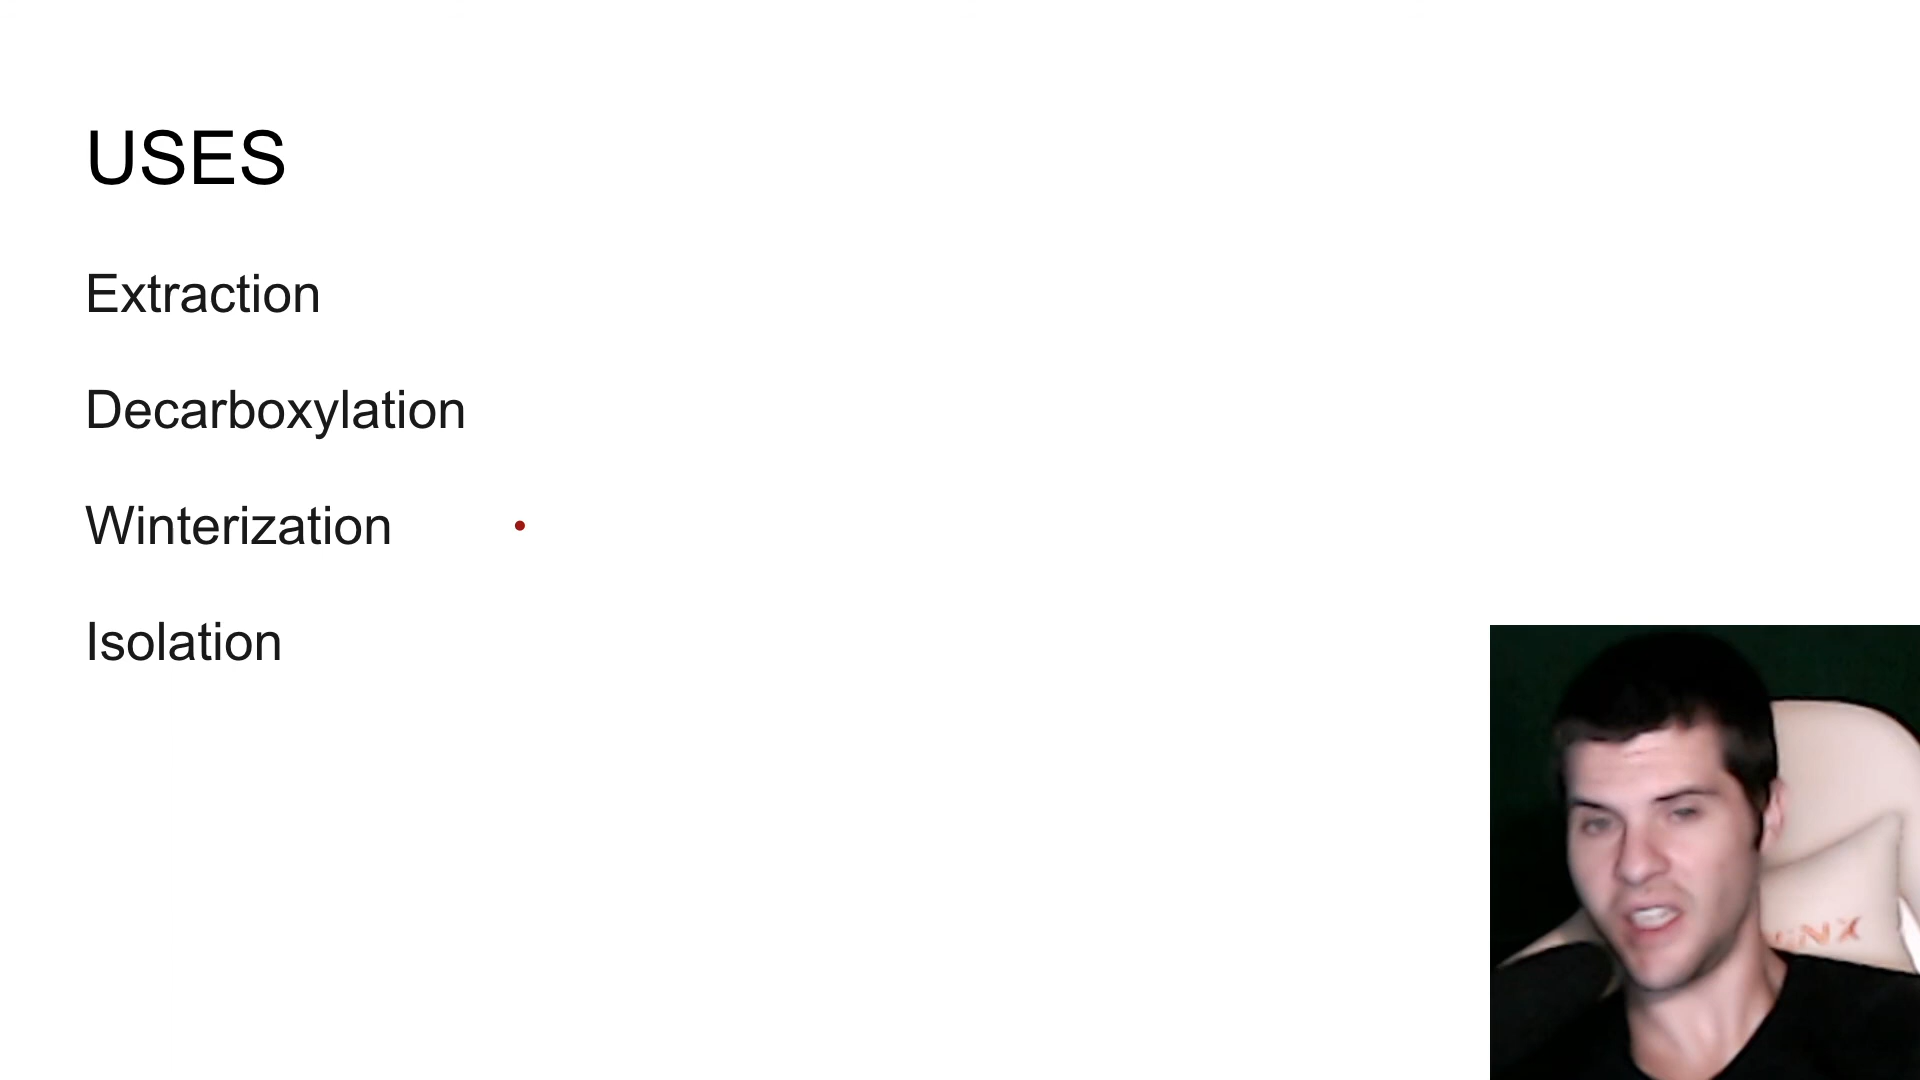 USES
Extraction
Decarboxylation
Winterization
Isolation